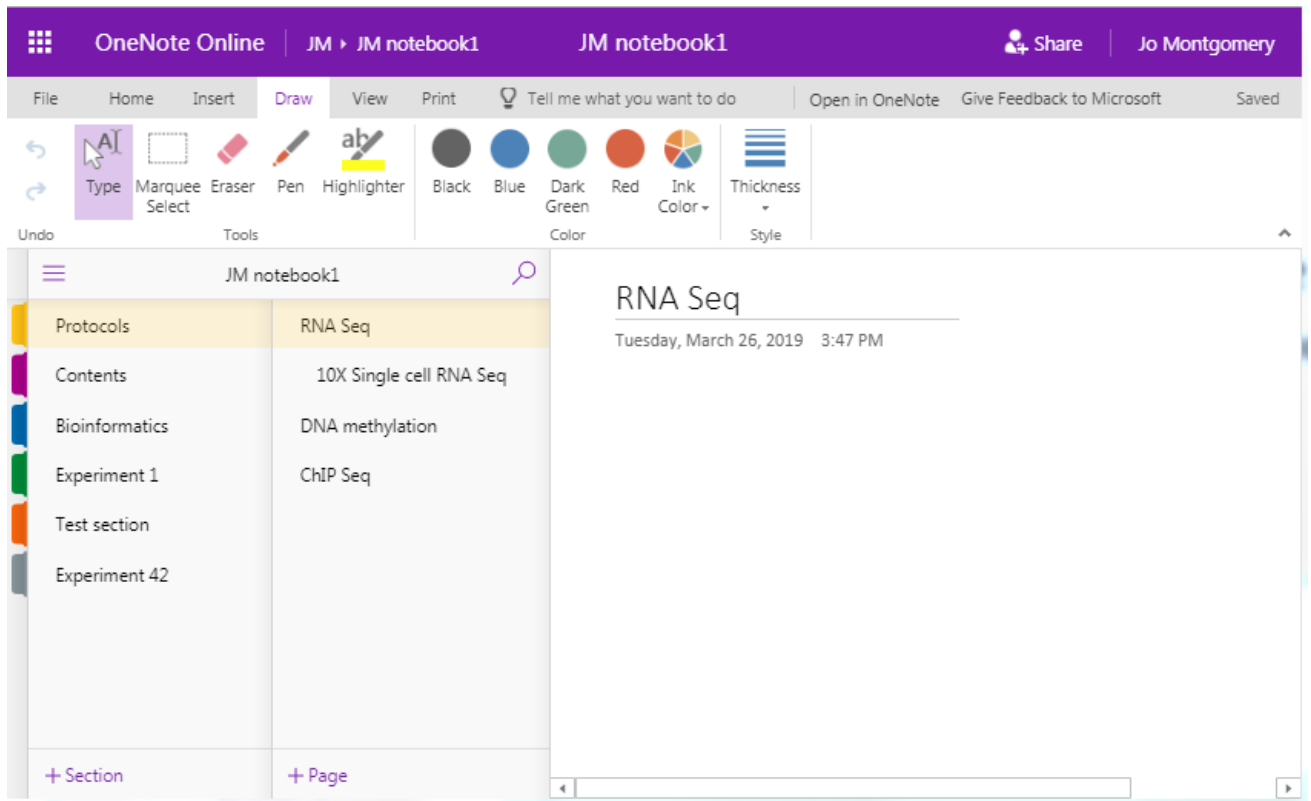 OneNote Online JM ▸ JM notebook1 JM notebook1 Share Jo Montgomery
File Home Insert Draw View Print Tell me what you want to do Open in OneNote Give Feedback to Microsoft Saved
AI
ab
Type Marquee Select Eraser Pen Highlighter Black Blue Dark Green Red Ink Color Thickness
Undo Tools Color Style
JM notebook1
Protocols
Contents
Bioinformatics
Experiment 1
Test section
Experiment 42
+ Section
RNA Seq
10X Single cell RNA Seq
DNA methylation
ChIP Seq
+ Page
RNA Seq
Tuesday, March 26, 2019 3:47 PM